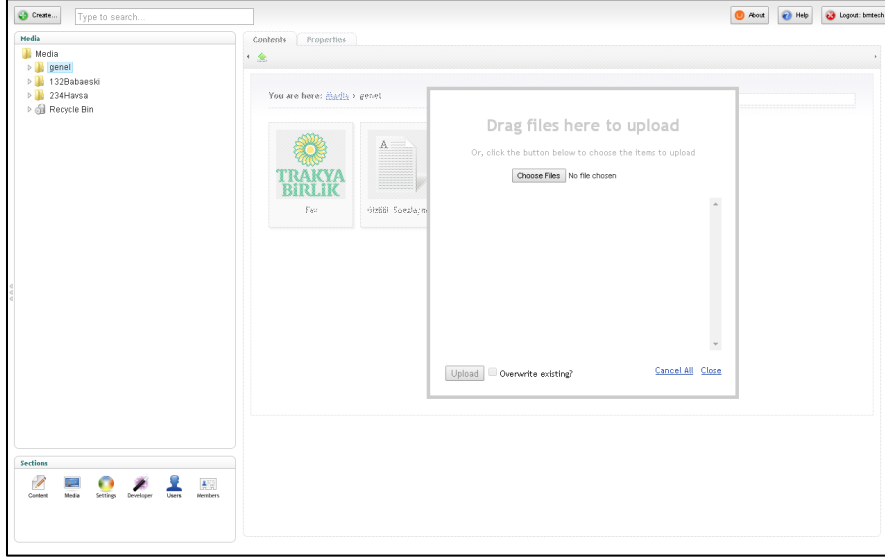 Create...
Type to search...
About
Help
Logout: bmtech
Media
Media
genel
132Babaeski
234Havsa
Recycle Bin
Contents
Properties
You are here: Media > genel
TRAKYA
BİRLİK
A
Drag files here to upload
Or, click the button below to choose the items to upload
Choose Files
No file chosen
Upload
Overwrite existing?
Cancel All
Close
Sections
Content
Media
Settings
Developer
Users
Members